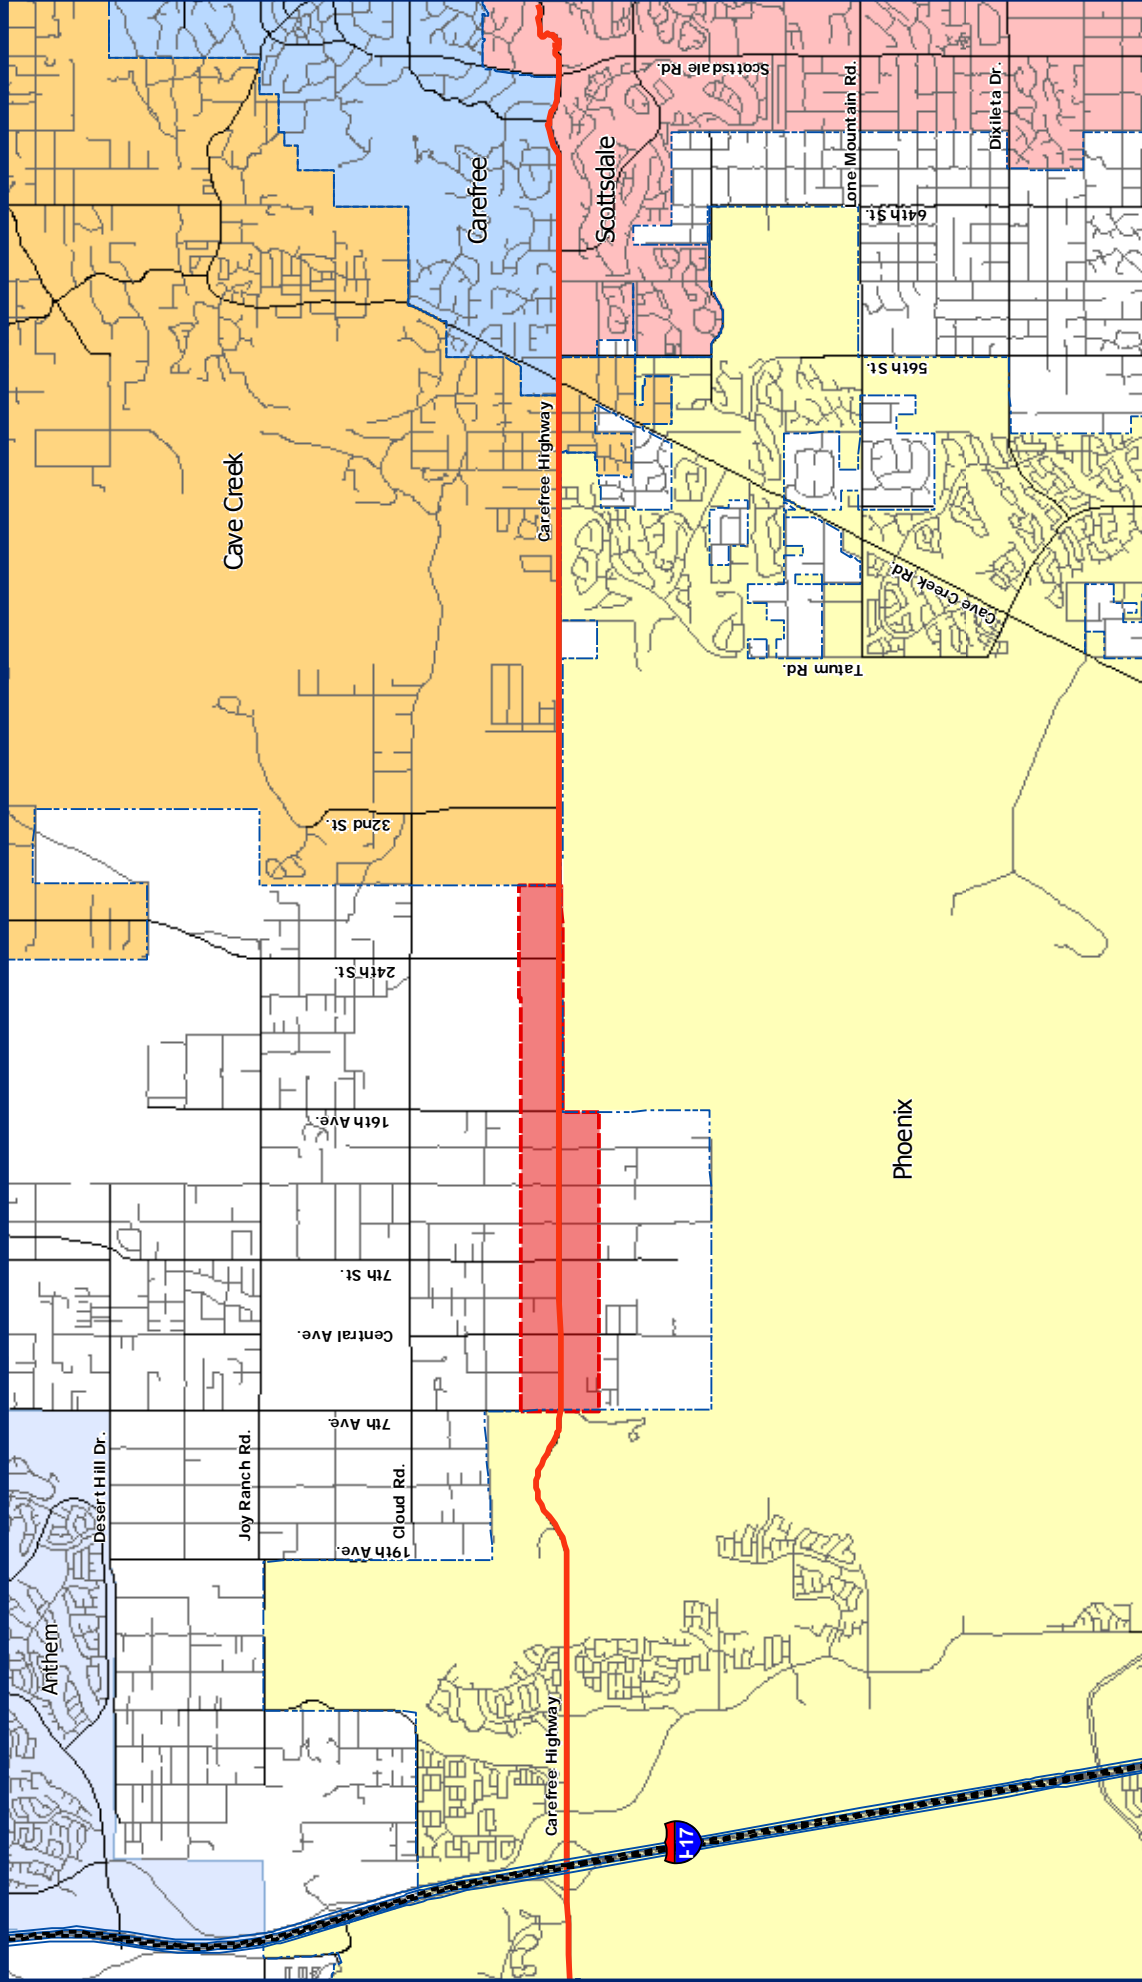 Anthem
Desert Hill Dr.
Joy Ranch Rd.
Cloud Rd.
19th Ave.
7th Ave.
Central Ave.
7th St.
16th Ave.
24th St.
32nd St.
Cave Creek
Carefree
Carefree Highway
Carefree Highway
Scottsdale
Scottsdale Rd.
Lone Mountain Rd.
Dixileta Dr.
64th St.
56th St.
Cave Creek Rd.
Tatum Rd.
Phoenix
I-17